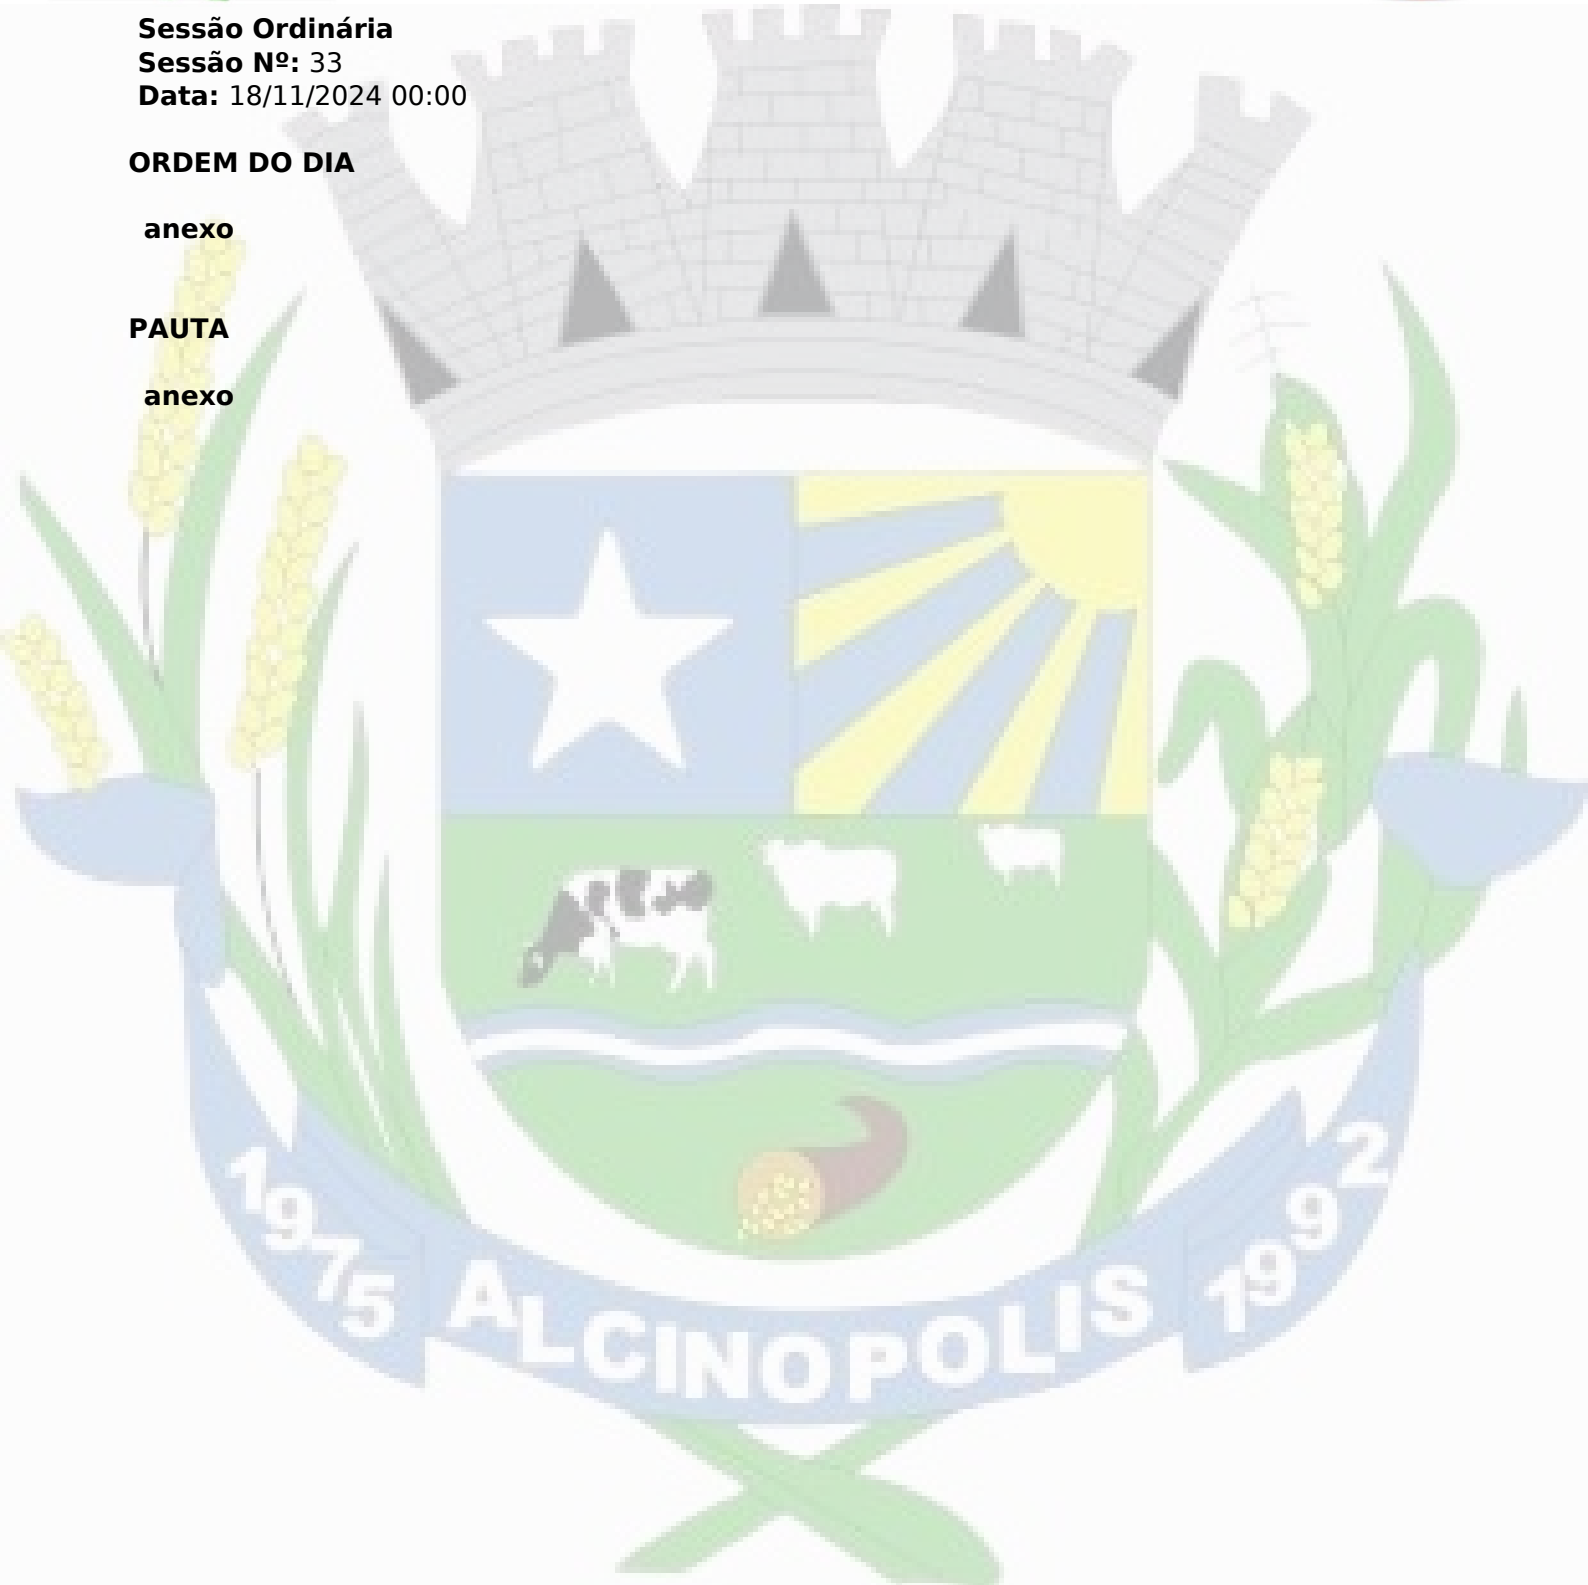 Sessão Ordinária
Sessão Nº: 33
Data: 18/11/2024 00:00
ORDEM DO DIA
anexo
PAUTA
anexo
1975 ALCINOPOLIS 1992